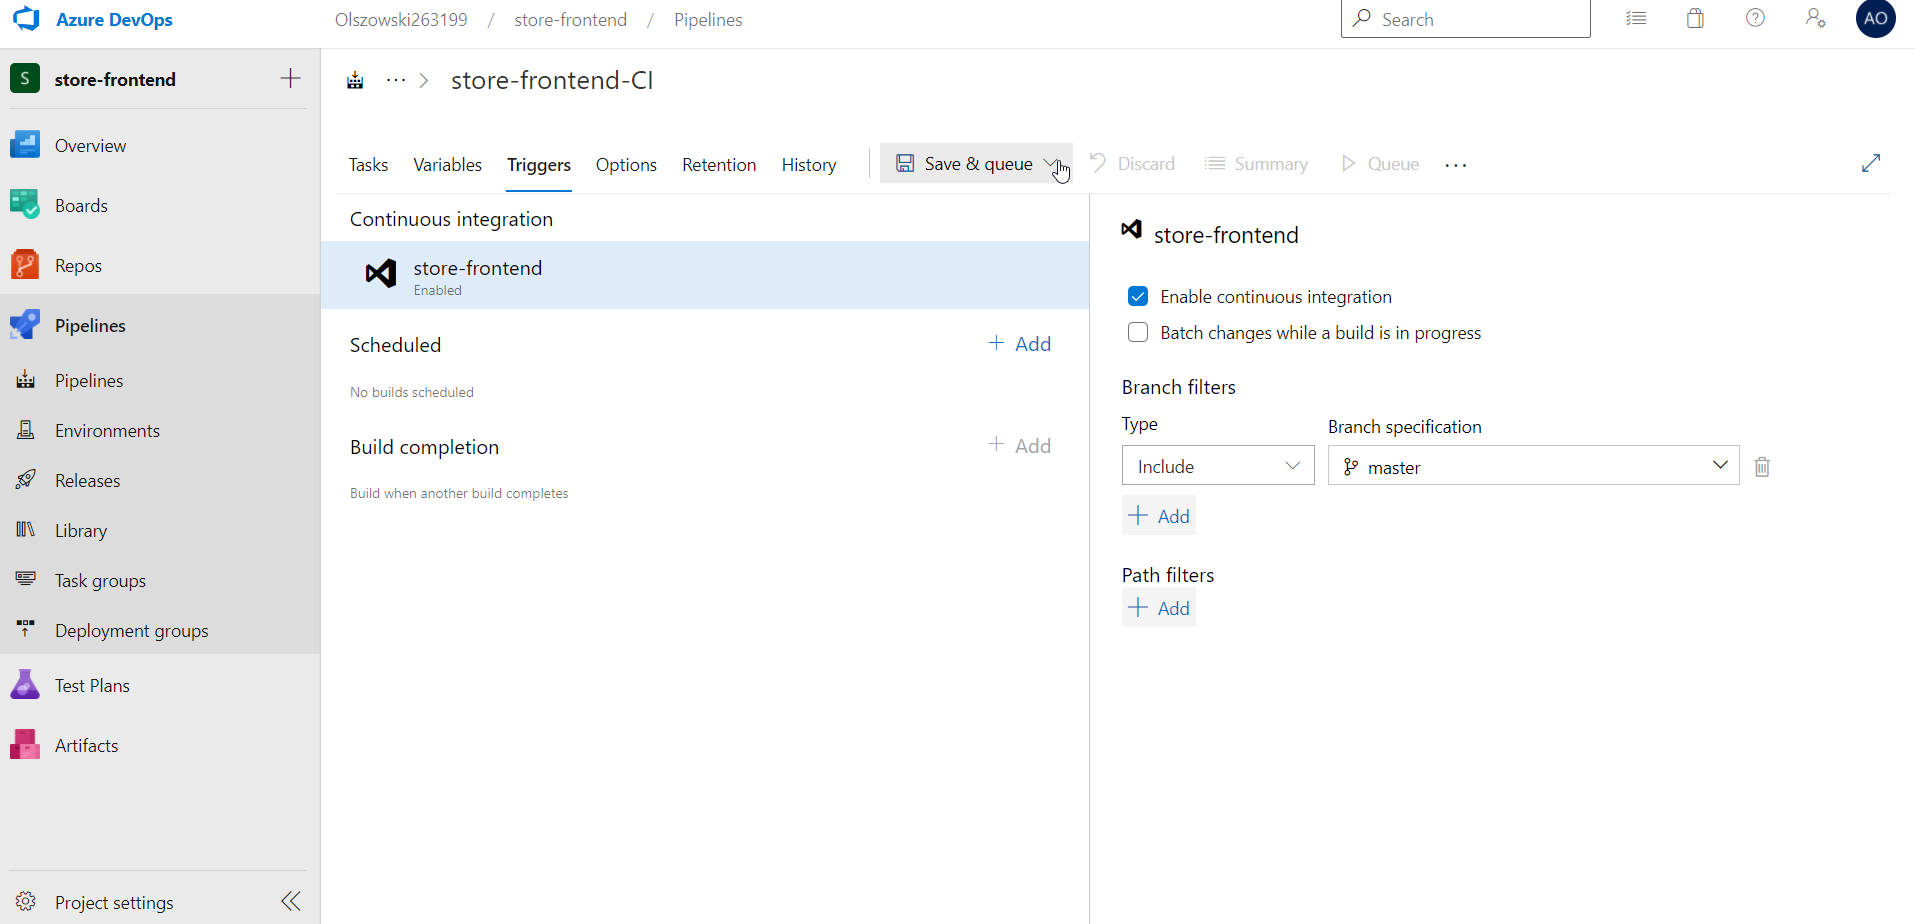 Azure DevOps
Olszowski263199 / store-frontend / Pipelines
Search
AO
S store-frontend
Overview
Boards
Repos
Pipelines
Pipelines
Environments
Releases
Library
Task groups
Deployment groups
Test Plans
Artifacts
Project settings
··· > store-frontend-CI
Tasks Variables Triggers Options Retention History Save & queue Discard Summary Queue ···
Continuous integration
store-frontend
Enabled
Scheduled
+ Add
No builds scheduled
Build completion
+ Add
Build when another build completes
store-frontend
Enable continuous integration
Batch changes while a build is in progress
Branch filters
Type Branch specification
Include master
+ Add
Path filters
+ Add